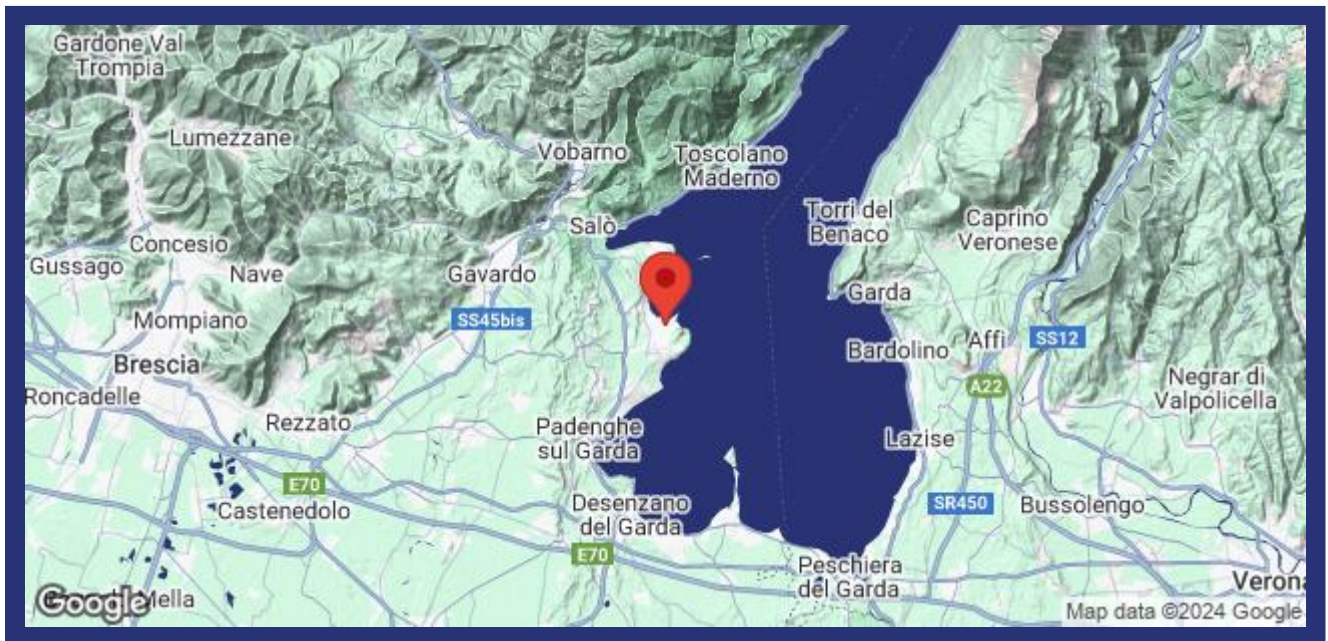 Gardone Val
Trompia
Lumezzane
Vobarno
Toscolano
Maderno
Salò
Torri del
Benaco
Caprino
Veronese
Concesio
Gussago
Nave
Gavardo
Garda
Mompiano
SS45bis
Bardolino
Affi
SS12
Brescia
A22
Negrar di
Valpolicella
Roncadelle
Rezzato
Padenghe
sul Garda
Lazise
E70
Castenedolo
Desenzano
del Garda
SR450
Bussolengo
E70
Peschiera
del Garda
Verona
Google
Mella
Map data ©2024 Google